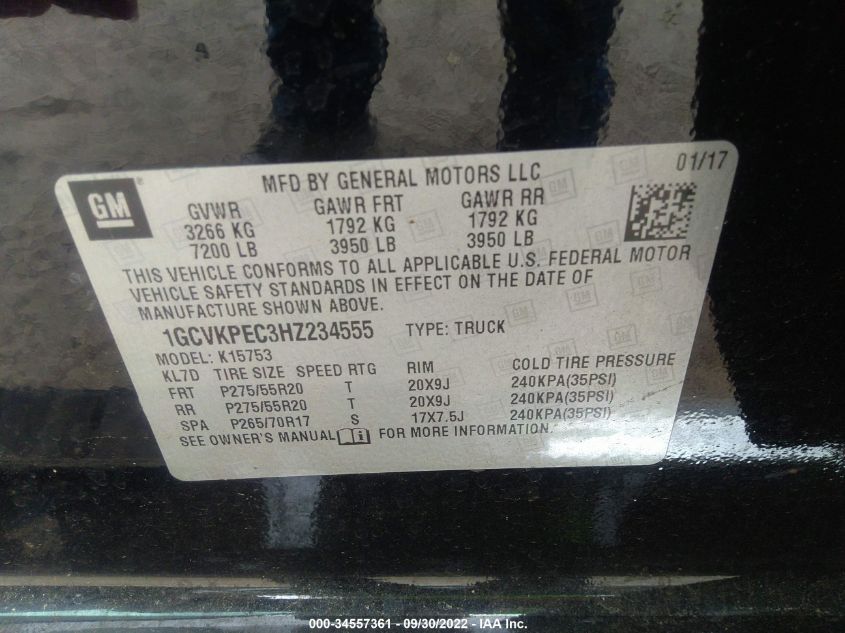 GM
MFD BY GENERAL MOTORS LLC
01/17
GVWR GAWR FRT GAWR RR
3266 KG 1792 KG 1792 KG
7200 LB 3950 LB 3950 LB
THIS VEHICLE CONFORMS TO ALL APPLICABLE U.S. FEDERAL MOTOR
VEHICLE SAFETY STANDARDS IN EFFECT ON THE DATE OF
MANUFACTURE SHOWN ABOVE.
1GCVKPEC3HZ234555 TYPE: TRUCK
MODEL: K15753
KL7D TIRE SIZE SPEED RTG RIM COLD TIRE PRESSURE
FRT P275/55R20 T 20X9J 240KPA(35PSI)
RR P275/55R20 T 20X9J 240KPA(35PSI)
SPA P265/70R17 S 17X7.5J 240KPA(35PSI)
SEE OWNER'S MANUAL FOR MORE INFORMATION.
000-34557361 - 09/30/2022 - IAA Inc.